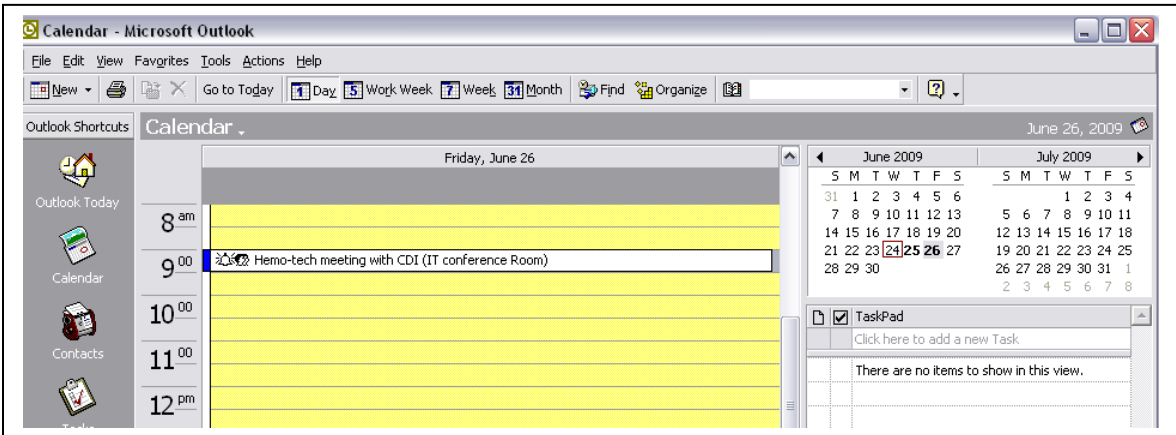 Calendar - Microsoft Outlook
File Edit View Favorites Tools Actions Help
New Go to Today 1 Day 5 Work Week 7 Week 31 Month Find Organize
Outlook Shortcuts Calendar June 26, 2009
Friday, June 26
June 2009 July 2009
S M T W T F S S M T W T F S
31 1 2 3 4 5 6 1 2 3 4
7 8 9 10 11 12 13 5 6 7 8 9 10 11
14 15 16 17 18 19 20 12 13 14 15 16 17 18
21 22 23 24 25 26 27 19 20 21 22 23 24 25
28 29 30 26 27 28 29 30 31 1
2 3 4 5 6 7 8
Outlook Today
Calendar
Contacts
8 am
9 00 Hemo-tech meeting with CDI (IT conference Room)
10 00
11 00
12 pm
TaskPad
Click here to add a new Task
There are no items to show in this view.